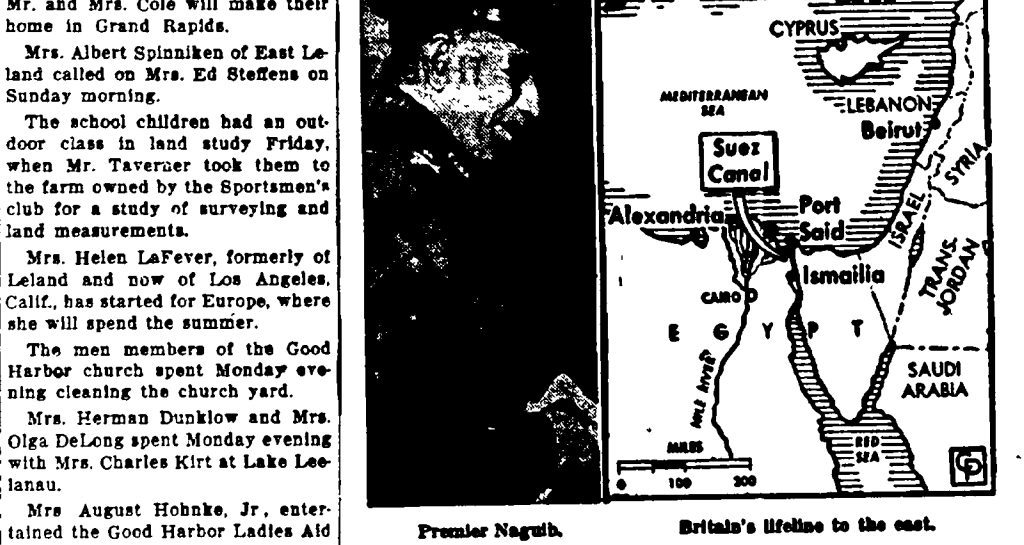 Mr. and Mrs. Cole will make their
home in Grand Rapids.
Mrs. Albert Spinniken of East Le-
land called on Mrs. Ed Steffens on
Sunday morning.
The school children had an out-
door class in land study Friday,
when Mr. Taverner took them to
the farm owned by the Sportsmen's
club for a study of surveying and
land measurements.
Mrs. Helen LaFever, formerly of
Leland and now of Los Angeles,
Calif., has started for Europe, where
she will spend the summer.
The men members of the Good
Harbor church spent Monday eve-
ning cleaning the church yard.
Mrs. Herman Dunklow and Mrs.
Olga DeLong spent Monday evening
with Mrs. Charles Kirt at Lake Lee-
lanau.
Mrs August Hohnke, Jr, enter-
tained the Good Harbor Ladies Aid
Premier Naguib.
CYPRUS
MEDITERRANEAN
SEA
LEBANON
Beirut
SYRIA
Suez
Canal
Alexandria
Port
Said
ISRAEL
TRANS-
JORDAN
Ismailia
CAIRO
EGYPT
NILE RIVER
SAUDI
ARABIA
RED
SEA
MILES
0 100 200
CP
Britain's lifeline to the east.